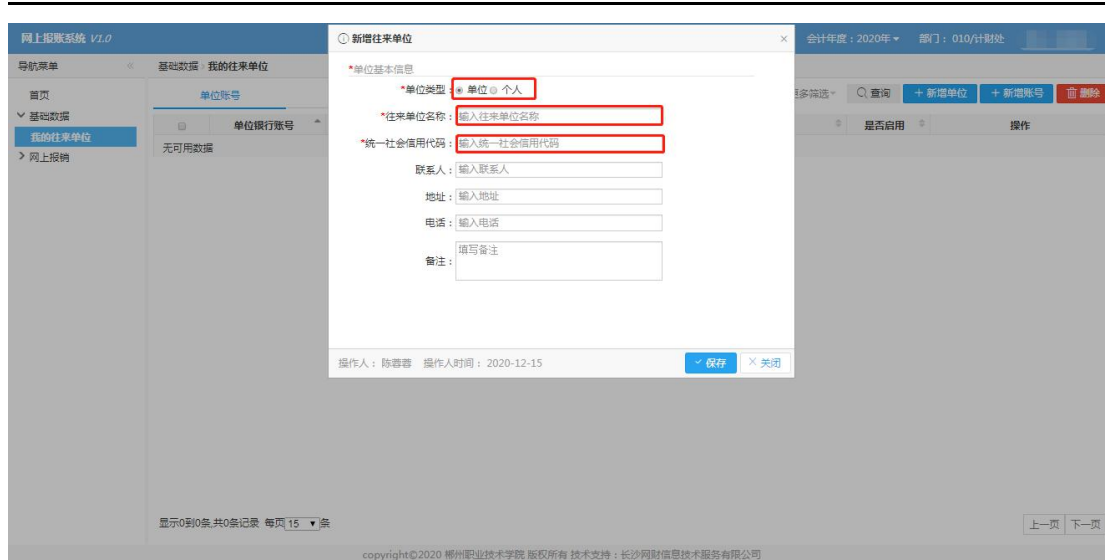 网上报账系统 V1.0
会计年度：2020年
部门：010/计财处
导航菜单
基础数据
我的往来单位
首页
基础数据
我的往来单位
网上报销
单位账号
更多筛选
查询
+ 新增单位
+ 新增账号
删除
单位银行账号
是否启用
操作
无可用数据
新增往来单位
×
*单位基本信息
*单位类型：单位 个人
*往来单位名称：输入往来单位名称
*统一社会信用代码：输入统一社会信用代码
联系人：输入联系人
地址：输入地址
电话：输入电话
备注：填写备注
操作人：陈蓉蓉 操作人时间：2020-12-15
保存
× 关闭
显示0到0条,共0条记录 每页 15 条
上一页 下一页
copyright©2020 郴州职业技术学院 版权所有 技术支持：长沙网财信息技术服务有限公司